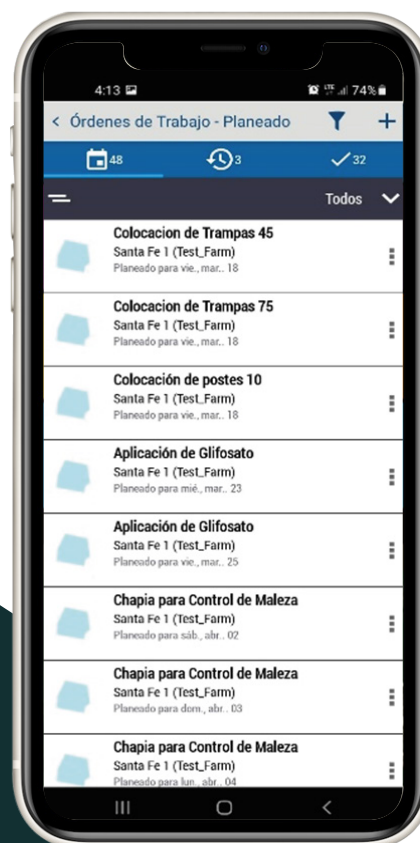 4:13 LTE 74%
< Órdenes de Trabajo - Planeado +
48 3 32
Todos
Colocacion de Trampas 45
Santa Fe 1 (Test_Farm)
Planeado para vie., mar.. 18
Colocacion de Trampas 75
Santa Fe 1 (Test_Farm)
Planeado para vie., mar.. 18
Colocación de postes 10
Santa Fe 1 (Test_Farm)
Planeado para vie., mar.. 18
Aplicación de Glifosato
Santa Fe 1 (Test_Farm)
Planeado para mié., mar.. 23
Aplicación de Glifosato
Santa Fe 1 (Test_Farm)
Planeado para vie., mar.. 25
Chapia para Control de Maleza
Santa Fe 1 (Test_Farm)
Planeado para sáb., abr.. 02
Chapia para Control de Maleza
Santa Fe 1 (Test_Farm)
Planeado para dom., abr.. 03
Chapia para Control de Maleza
Santa Fe 1 (Test_Farm)
Planeado para lun., abr.. 04